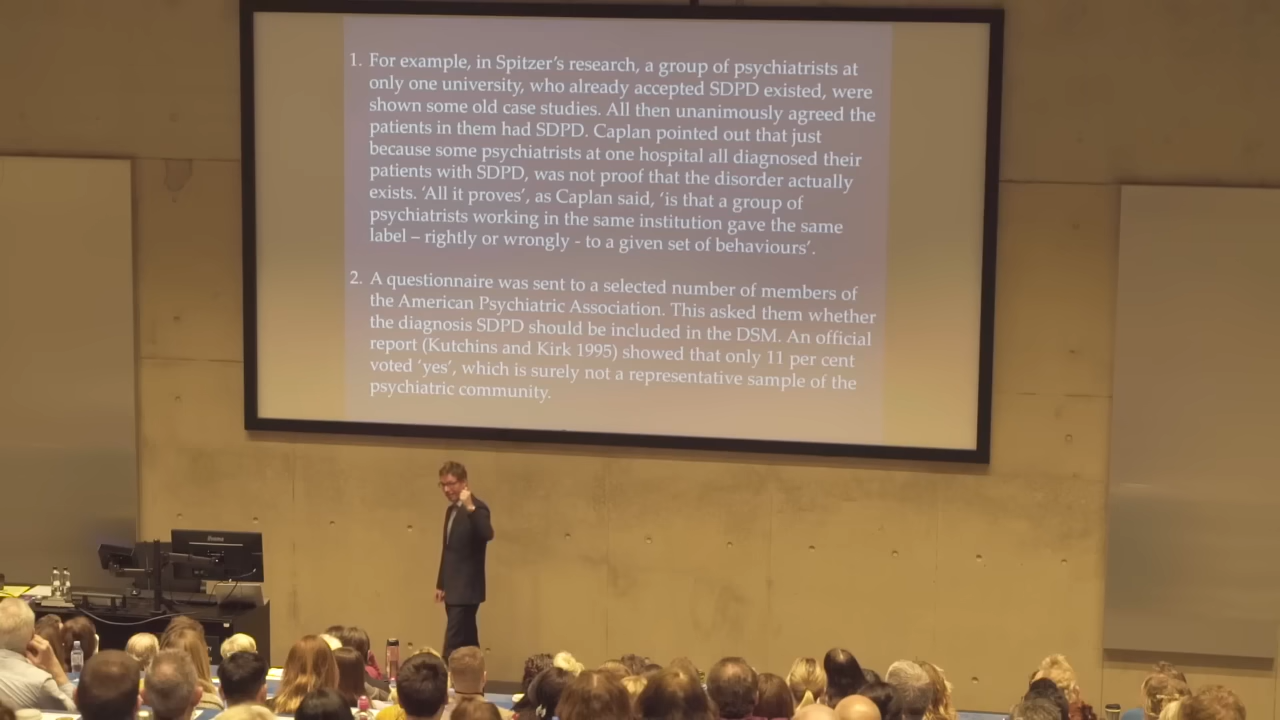 1. For example, in Spitzer's research, a group of psychiatrists at
only one university, who already accepted SDPD existed, were
shown some old case studies. All then unanimously agreed the
patients in them had SDPD. Caplan pointed out that just
because some psychiatrists at one hospital all diagnosed their
patients with SDPD, was not proof that the disorder actually
exists. ‘All it proves’, as Caplan said, ‘is that a group of
psychiatrists working in the same institution gave the same
label – rightly or wrongly - to a given set of behaviours’.
2. A questionnaire was sent to a selected number of members of
the American Psychiatric Association. This asked them whether
the diagnosis SDPD should be included in the DSM. An official
report (Kutchins and Kirk 1995) showed that only 11 per cent
voted ‘yes’, which is surely not a representative sample of the
psychiatric community.